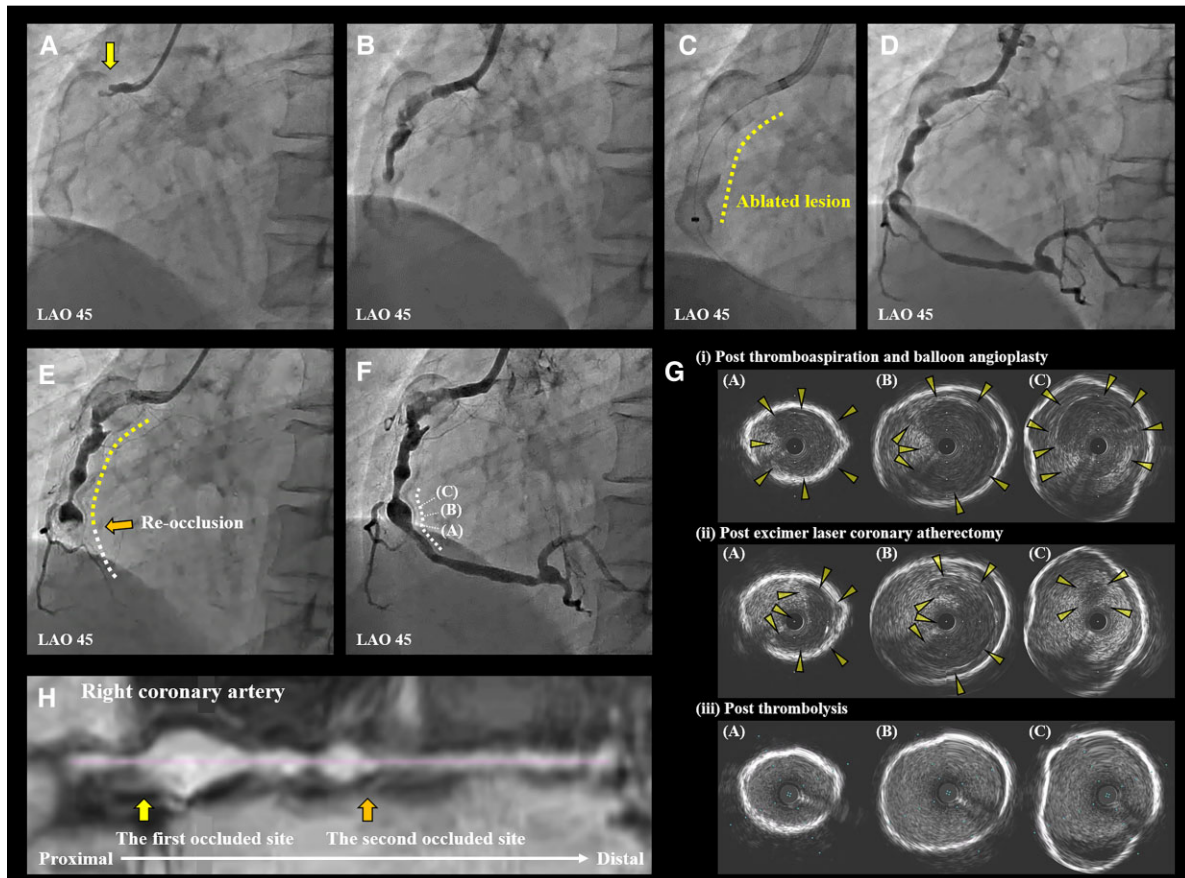 A
LAO 45
B
LAO 45
C
Ablated lesion
LAO 45
D
LAO 45
E
Re-occlusion
LAO 45
F
(C)
(B)
(A)
LAO 45
G
(i) Post thromboaspiration and balloon angioplasty
(A)
(B)
(C)
(ii) Post excimer laser coronary atherectomy
(A)
(B)
(C)
(iii) Post thrombolysis
(A)
(B)
(C)
H
Right coronary artery
The first occluded site
The second occluded site
Proximal
Distal